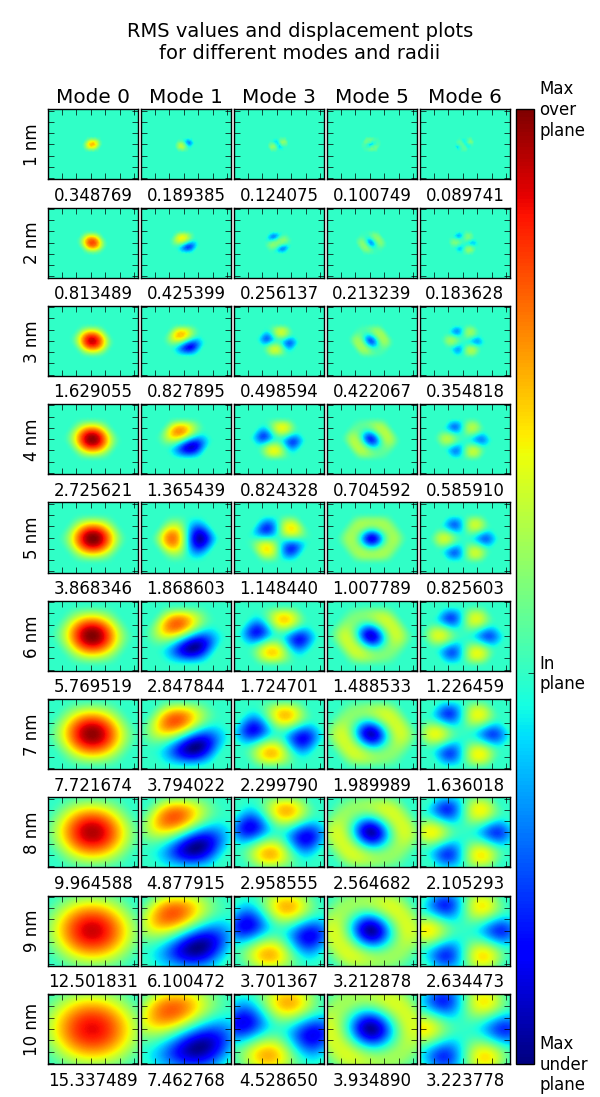 RMS values and displacement plots
for different modes and radii
Mode 0 Mode 1 Mode 3 Mode 5 Mode 6
Max
over
plane
1 nm
0.348769 0.189385 0.124075 0.100749 0.089741
2 nm
0.813489 0.425399 0.256137 0.213239 0.183628
3 nm
1.629055 0.827895 0.498594 0.422067 0.354818
4 nm
2.725621 1.365439 0.824328 0.704592 0.585910
5 nm
3.868346 1.868603 1.148440 1.007789 0.825603
6 nm
5.769519 2.847844 1.724701 1.488533 1.226459
In
plane
7 nm
7.721674 3.794022 2.299790 1.989989 1.636018
8 nm
9.964588 4.877915 2.958555 2.564682 2.105293
9 nm
12.501831 6.100472 3.701367 3.212878 2.634473
10 nm
15.337489 7.462768 4.528650 3.934890 3.223778
Max
under
plane